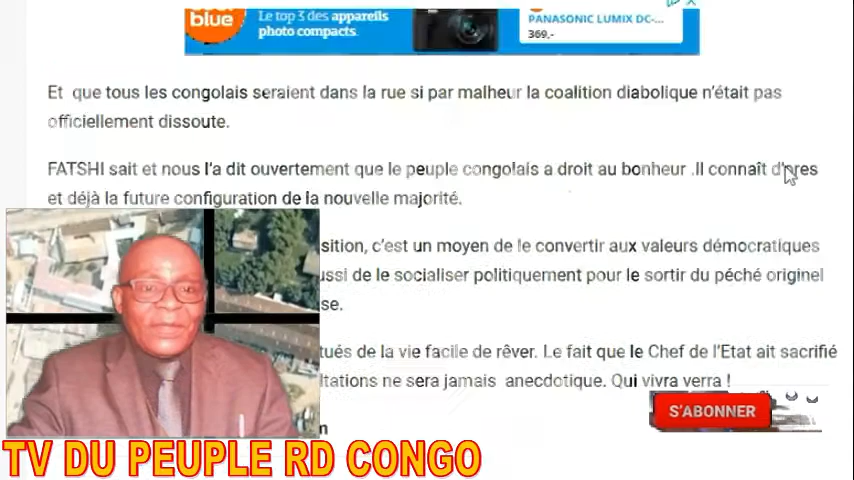 blue
Le top 3 des appareils
photo compacts.
PANASONIC LUMIX DC-...
369,-
Et que tous les congolais seraient dans la rue si par malheur la coalition diabolique n'était pas
officiellement dissoute.
FATSHI sait et nous l'a dit ouvertement que le peuple congolais a droit au bonheur .Il connaît d'ores
et déjà la future configuration de la nouvelle majorité.
sition, c'est un moyen de le convertir aux valeurs démocratiques
ussi de le socialiser politiquement pour le sortir du péché originel
se.
tués de la vie facile de rêver. Le fait que le Chef de l'Etat ait sacrifié
ltations ne sera jamais anecdotique. Qui vivra verra !
n
S'ABONNER
TV DU PEUPLE RD CONGO